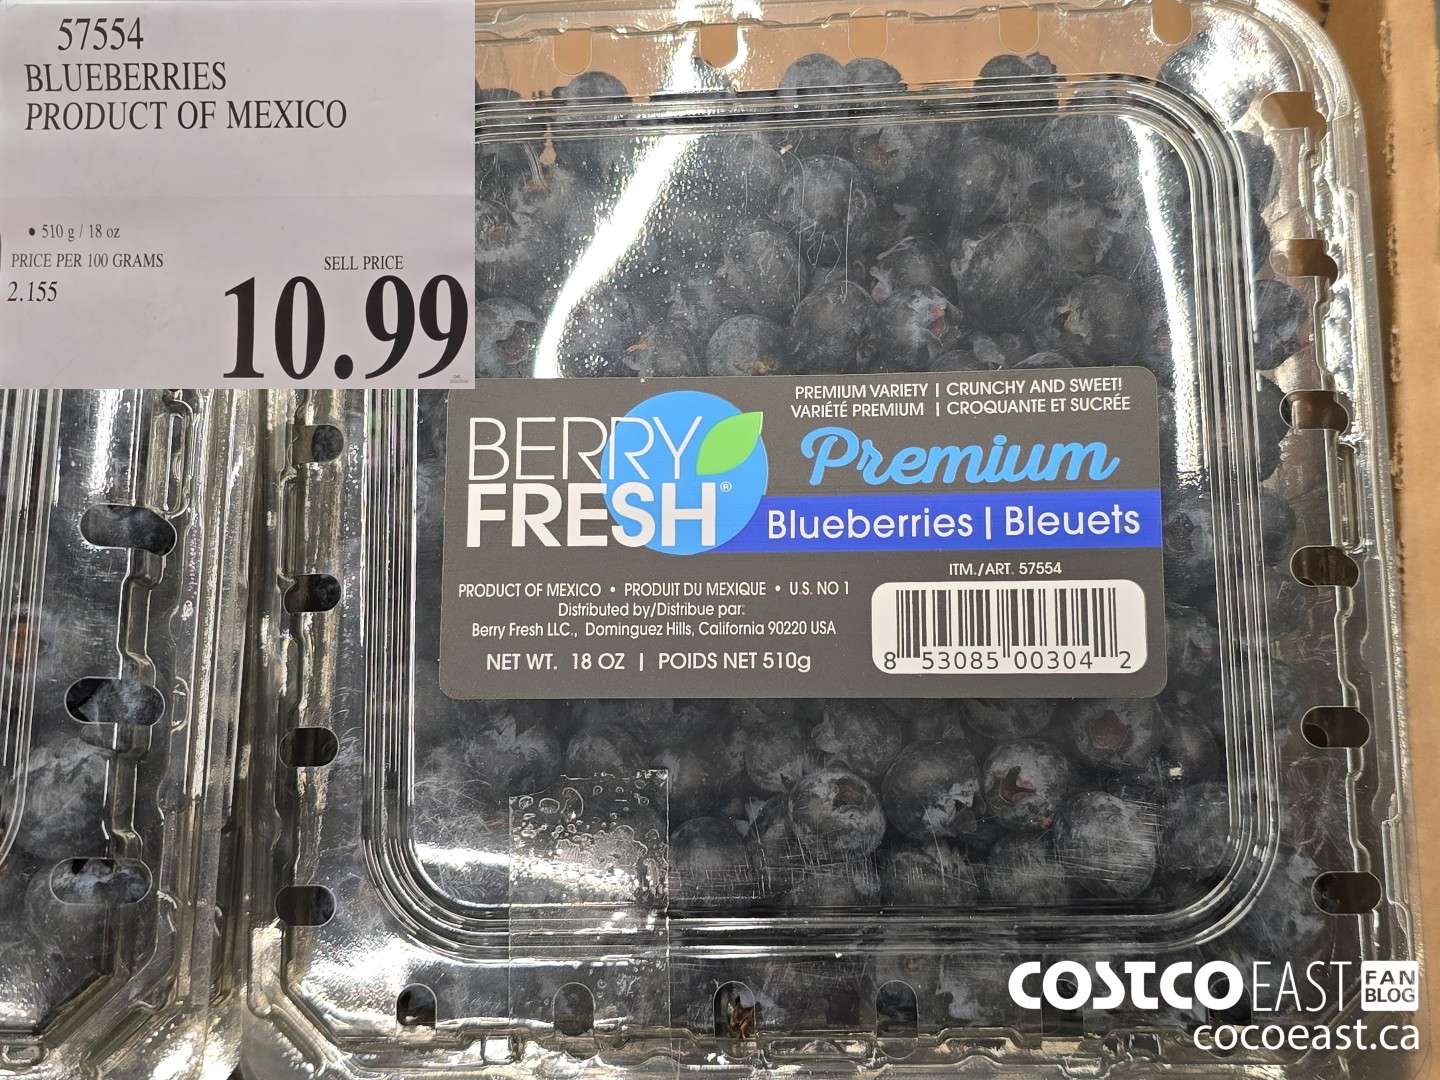 57554
BLUEBERRIES
PRODUCT OF MEXICO
• 510 g / 18 oz
PRICE PER 100 GRAMS
2.155
SELL PRICE
10.99
PREMIUM VARIETY | CRUNCHY AND SWEET!
VARIÉTÉ PREMIUM | CROQUANTE ET SUCRÉE
BERRY
FRESH®
Premium
Blueberries | Bleuets
ITM./ART. 57554
PRODUCT OF MEXICO • PRODUIT DU MEXIQUE • U.S. NO 1
Distributed by/Distribue par:
Berry Fresh LLC., Dominguez Hills, California 90220 USA
NET WT. 18 OZ | POIDS NET 510g
8 53085 00304 2
COSTCO EAST FAN BLOG
cocoeast.ca